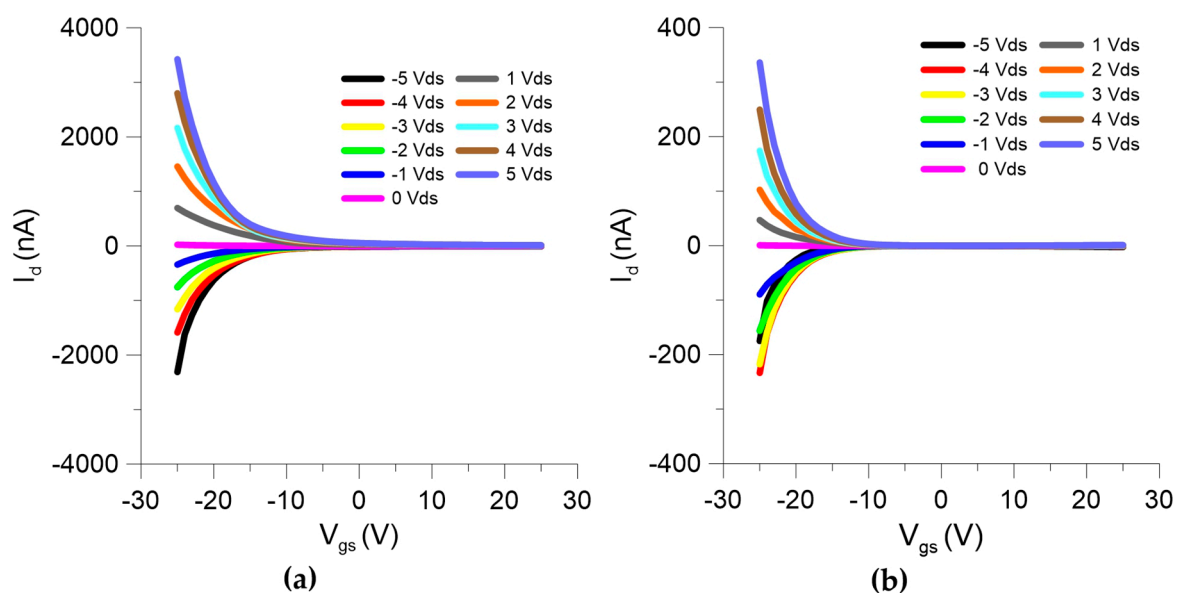 4000
2000
0
-2000
-4000
-30 -20 -10 0 10 20 30
I_d (nA)
V_gs (V)
-5 Vds 1 Vds
-4 Vds 2 Vds
-3 Vds 3 Vds
-2 Vds 4 Vds
-1 Vds 5 Vds
0 Vds
(a)
400
200
0
-200
-400
-30 -20 -10 0 10 20 30
I_d (nA)
V_gs (V)
-5 Vds 1 Vds
-4 Vds 2 Vds
-3 Vds 3 Vds
-2 Vds 4 Vds
-1 Vds 5 Vds
0 Vds
(b)